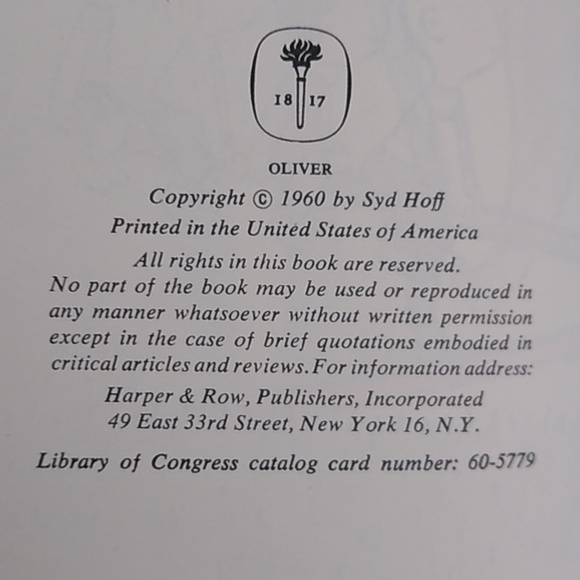 18 17
OLIVER
Copyright © 1960 by Syd Hoff
Printed in the United States of America
All rights in this book are reserved.
No part of the book may be used or reproduced in
any manner whatsoever without written permission
except in the case of brief quotations embodied in
critical articles and reviews. For information address:
Harper & Row, Publishers, Incorporated
49 East 33rd Street, New York 16, N.Y.
Library of Congress catalog card number: 60-5779